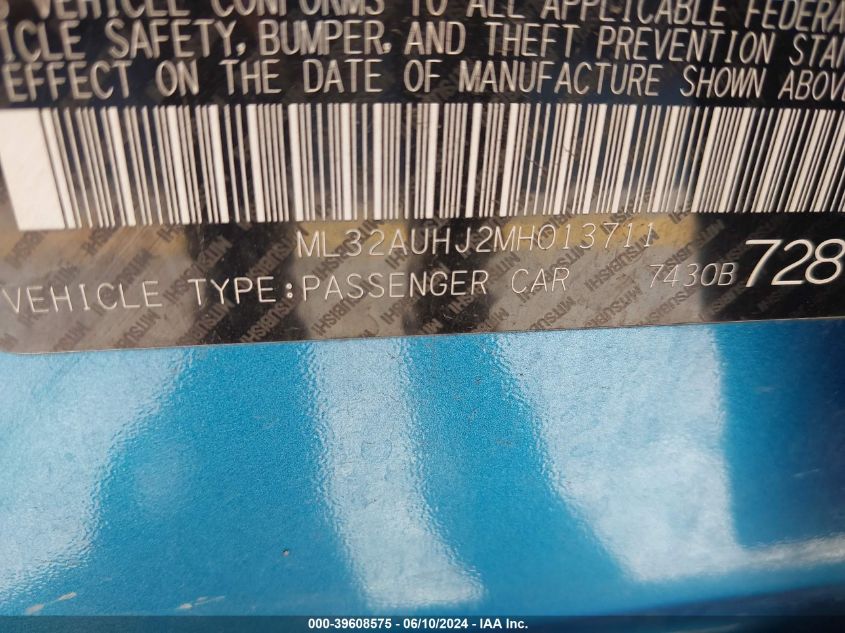 VEHICLE CONFORMS TO ALL APPLICABLE FEDERA
ICLE SAFETY, BUMPER, AND THEFT PREVENTION STAN
EFFECT ON THE DATE OF MANUFACTURE SHOWN ABOVE
ML32AUHJ2MH013711
VEHICLE TYPE:PASSENGER CAR 7430B 728
000-39608575 - 06/10/2024 - IAA Inc.